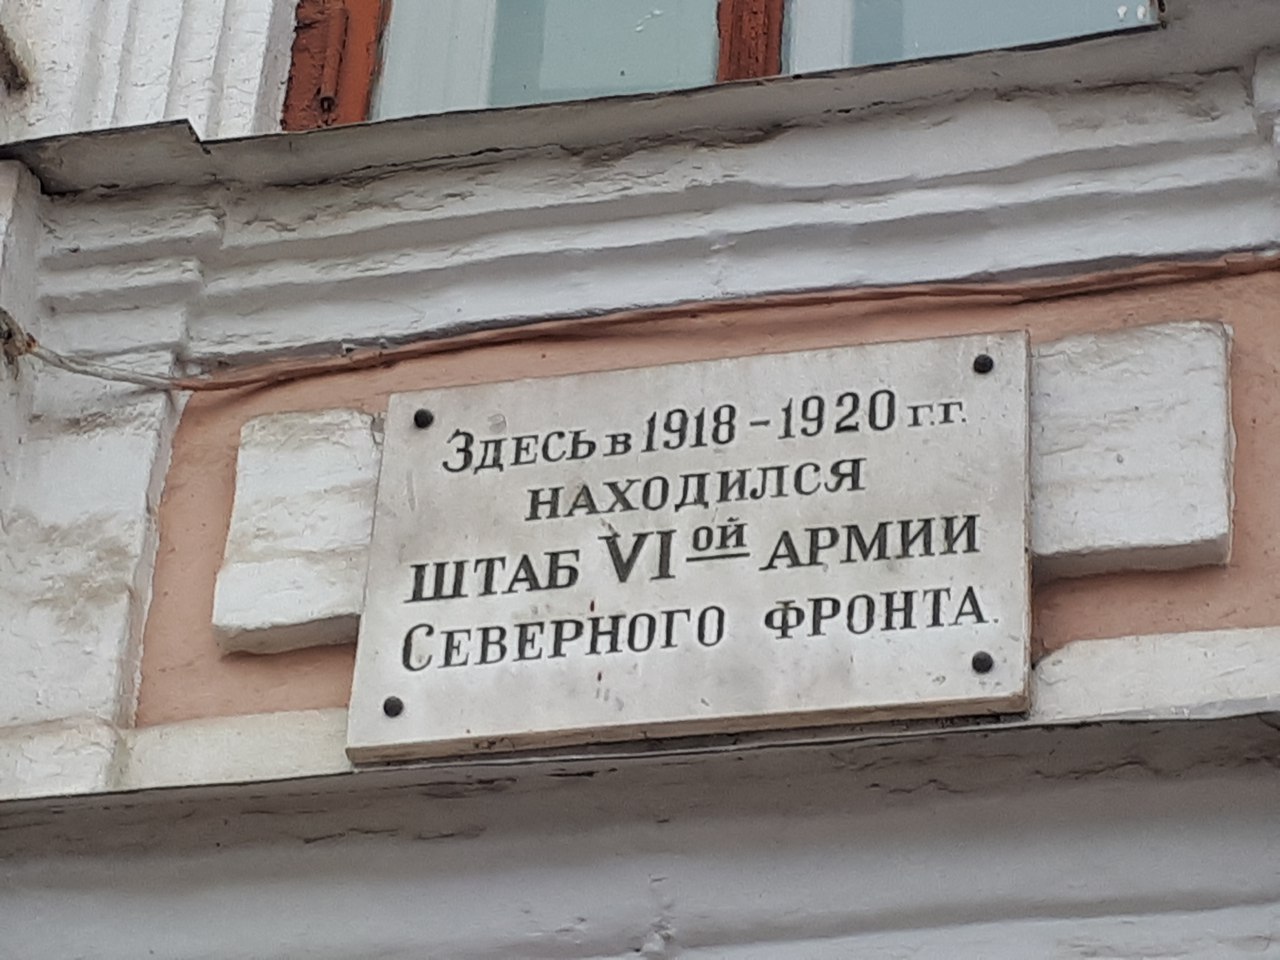 Здесь в 1918 - 1920 г.г.
находился
штаб VI ой Армии
Северного фронта.